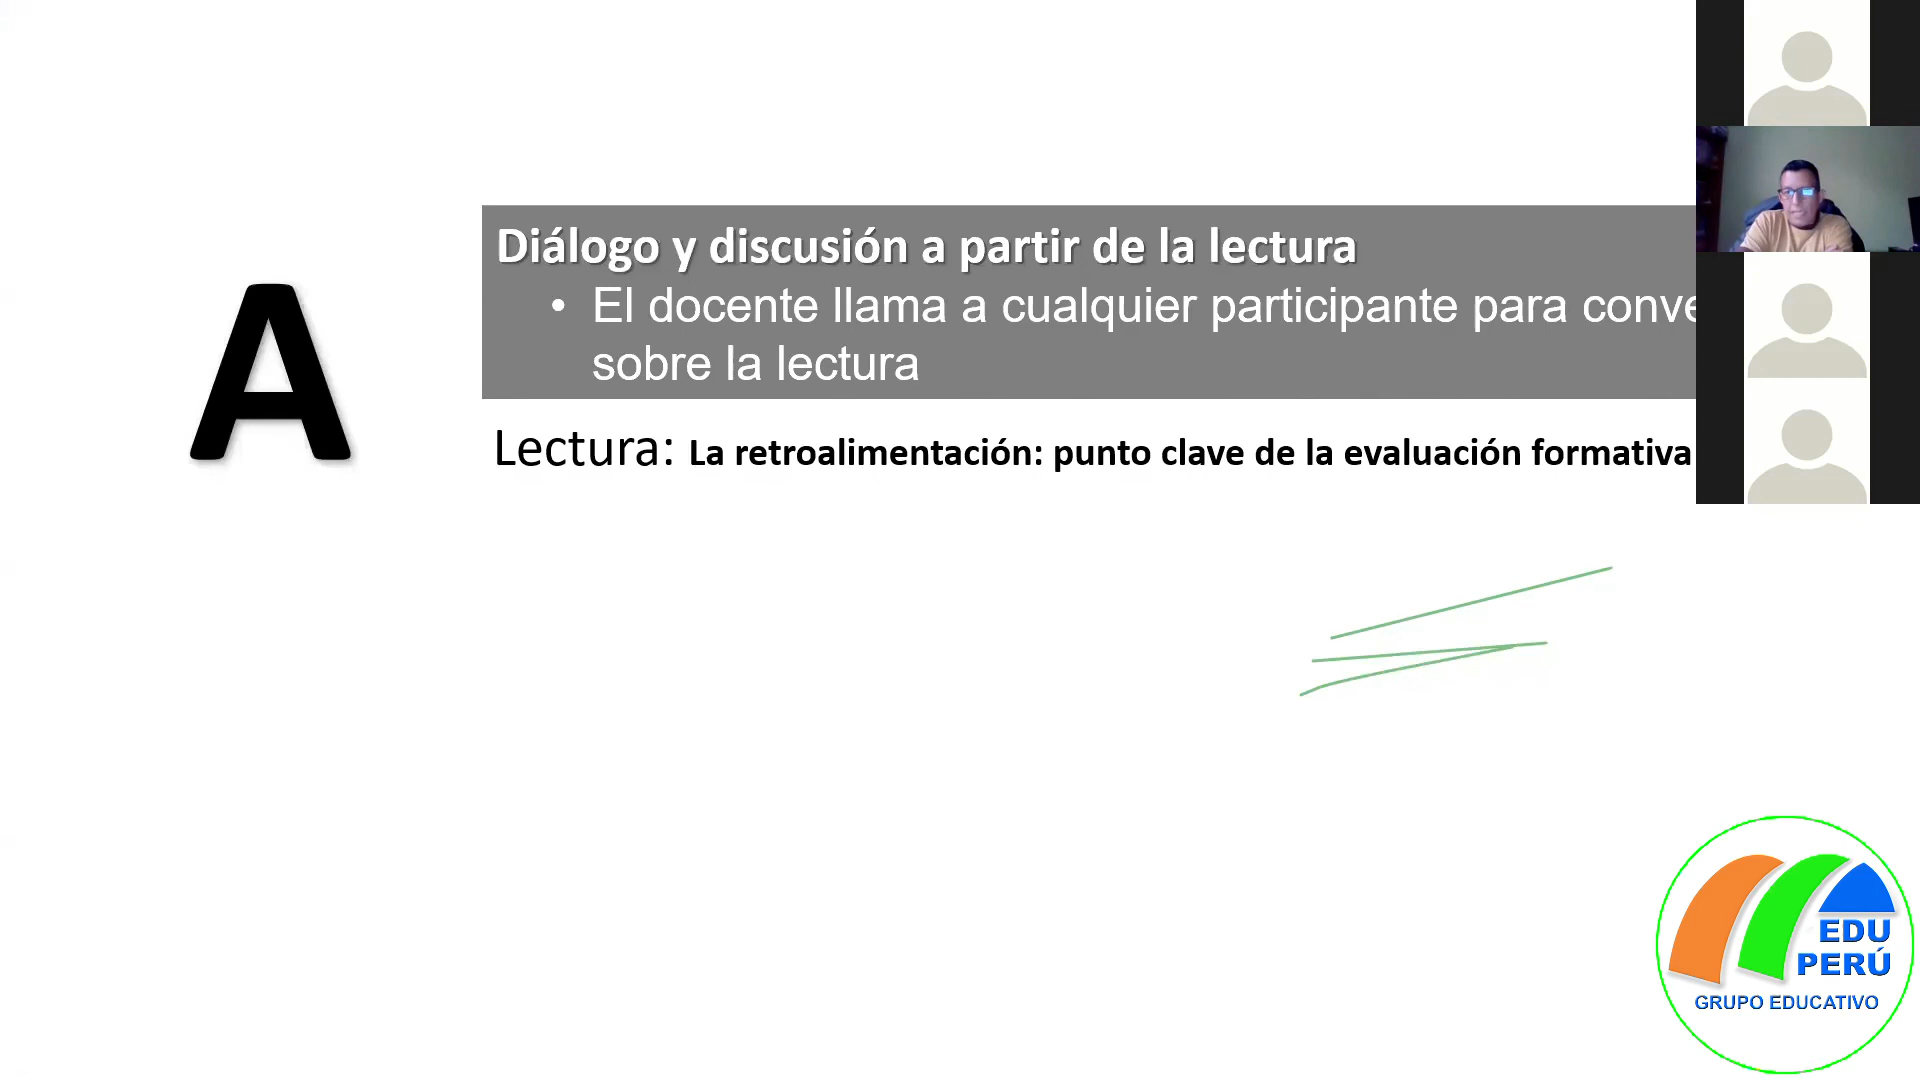 A
Diálogo y discusión a partir de la lectura
• El docente llama a cualquier participante para conve
sobre la lectura
Lectura: La retroalimentación: punto clave de la evaluación formativa
EDU
PERÚ
GRUPO EDUCATIVO